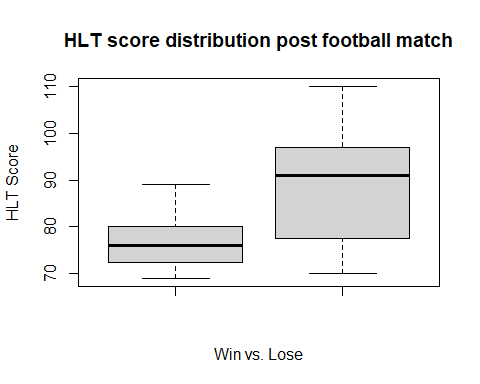 HLT score distribution post football match
110
100
90
80
70
HLT Score
Win vs. Lose